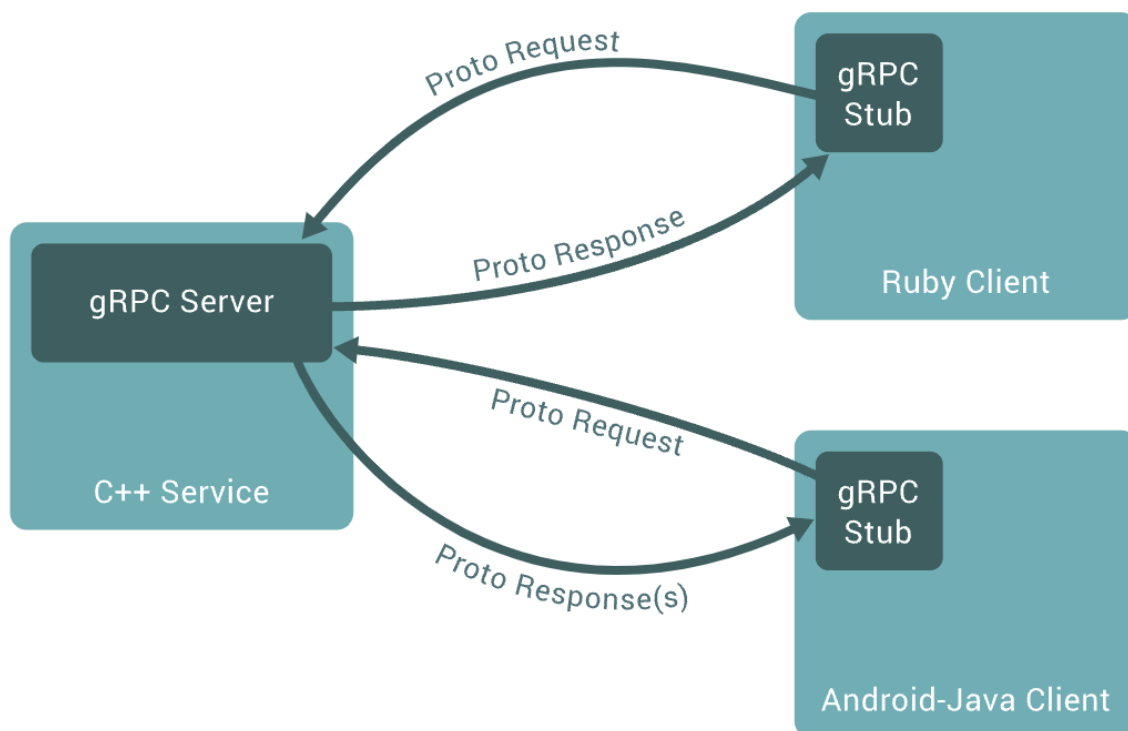 Proto Request
gRPC
Stub
Proto Response
Ruby Client
gRPC Server
C++ Service
Proto Request
gRPC
Stub
Proto Response(s)
Android-Java Client